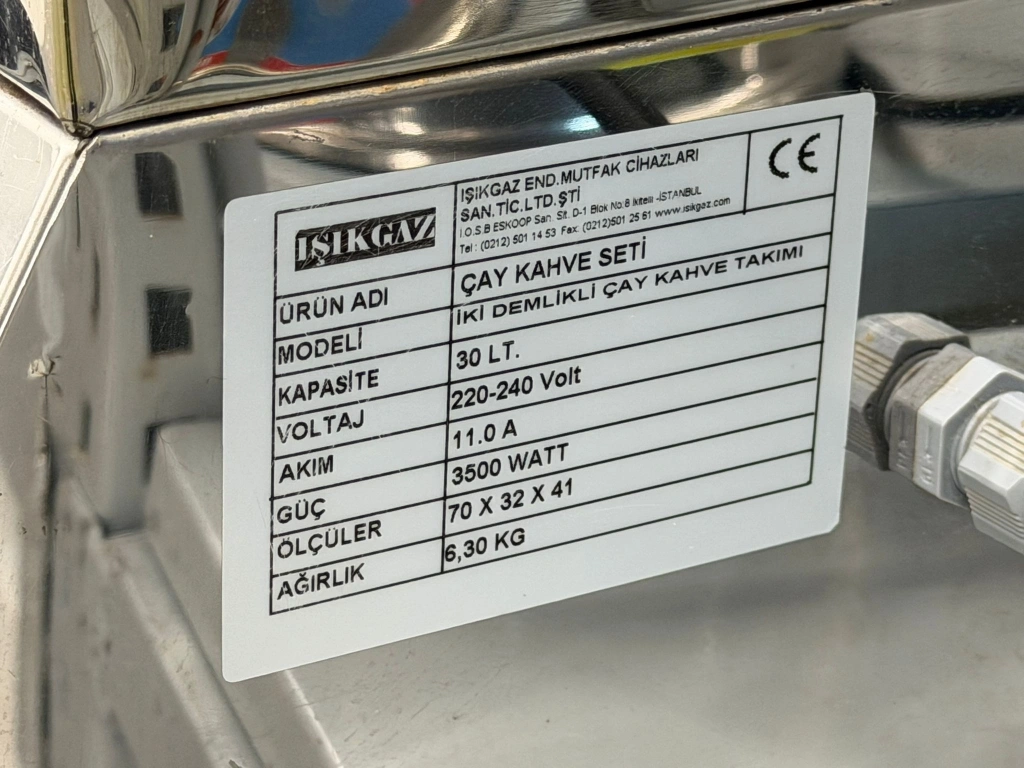 IŞIKGAZ
IŞIKGAZ END.MUTFAK CİHAZLARI
SAN.TİC.LTD.ŞTİ
İ.O.S.B ESKOOP San. Sit. D-1 Blok No:8 İkitelli -İSTANBUL
Tel : (0212) 501 14 53 Fax: (0212)501 25 61 www.isikgaz.com
CE
ÜRÜN ADI ÇAY KAHVE SETİ
MODELİ İKİ DEMLİKLİ ÇAY KAHVE TAKIMI
KAPASİTE 30 LT.
VOLTAJ 220-240 Volt
AKIM 11.0 A
GÜÇ 3500 WATT
ÖLÇÜLER 70 X 32 X 41
AĞIRLIK 6,30 KG